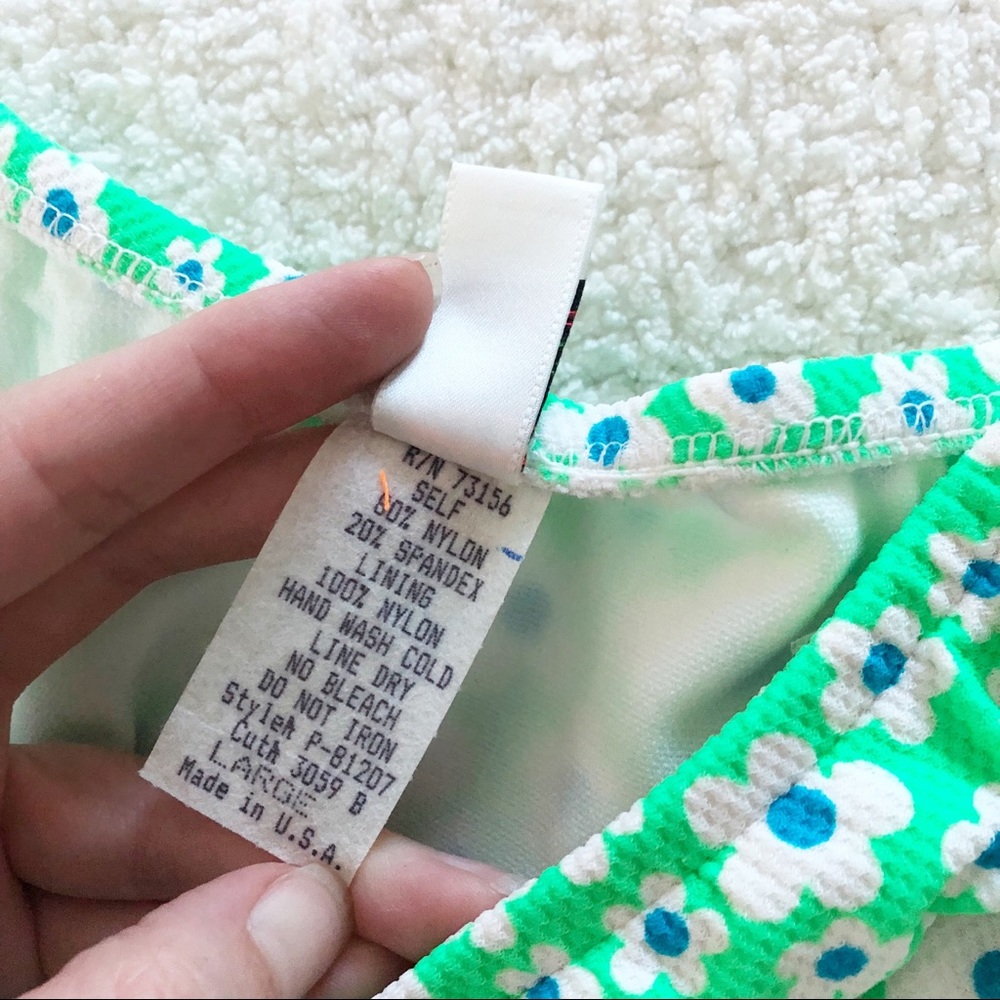 R/N 73156
SELF
80% NYLON
20% SPANDEX
LINING
100% NYLON
HAND WASH COLD
LINE DRY
NO BLEACH
DO NOT IRON
Style# P-81207
Cut# 3059 B
LARGE
Made in U.S.A.